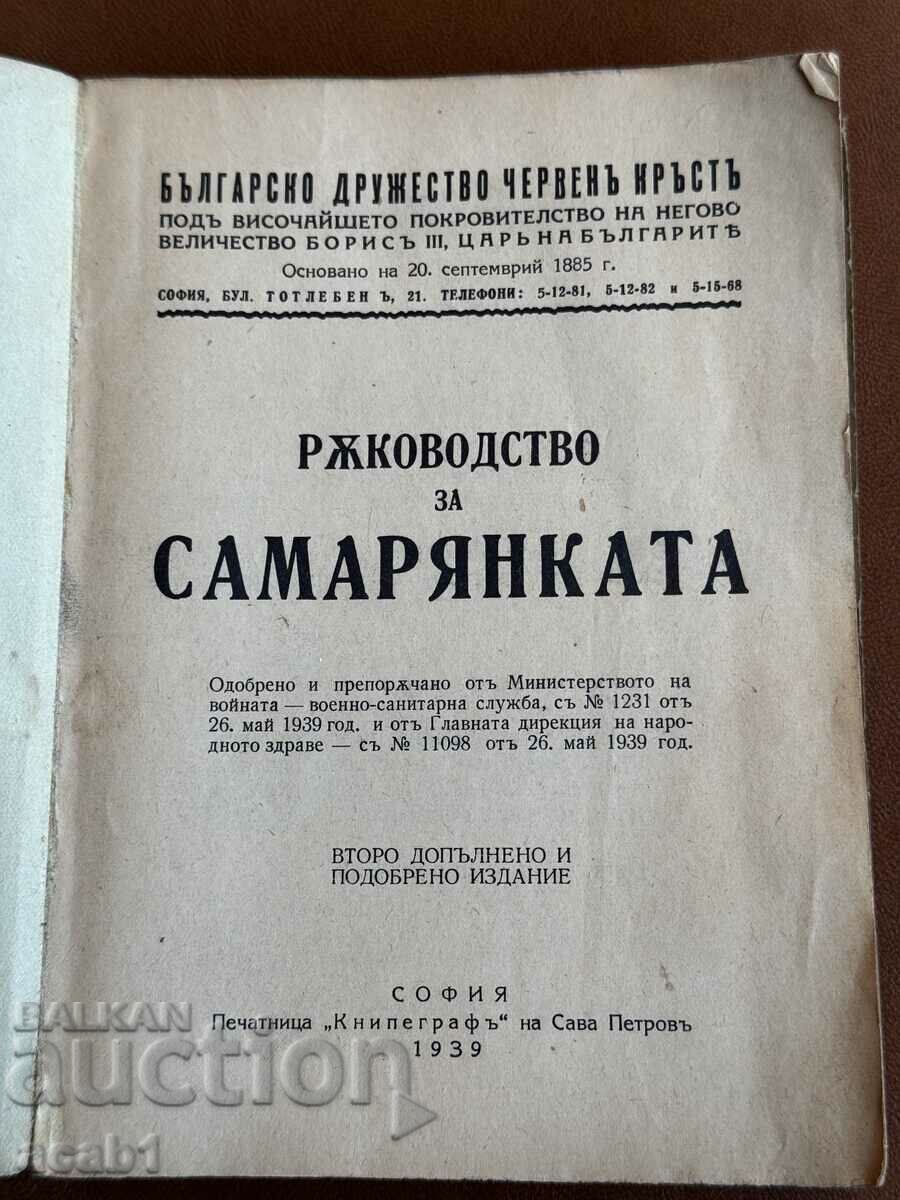 БЪЛГАРСКО ДРУЖЕСТВО ЧЕРВЕНЪ КРЪСТЪ
ПОДЪ ВИСОЧАЙШЕТО ПОКРОВИТЕЛСТВО НА НЕГОВО
ВЕЛИЧЕСТВО БОРИСЪ III, ЦАРЬ НА БЪЛГАРИТѢ
Основано на 20. септемврий 1885 г.
СОФИЯ, БУЛ. ТОТЛЕБЕНЪ, 21. ТЕЛЕФОНИ: 5-12-81, 5-12-82 и 5-15-68
РѪКОВОДСТВО
ЗА
САМАРЯНКАТА
Одобрено и препорѫчано отъ Министерството на
войната — военно-санитарна служба, съ № 1231 отъ
26. май 1939 год. и отъ Главната дирекция на наро-
дното здраве — съ № 11098 отъ 26. май 1939 год.
ВТОРО ДОПЪЛНЕНО И
ПОДОБРЕНО ИЗДАНИЕ
СОФИЯ
Печатница „Книпеграфъ“ на Сава Петровъ
1939
BALKAN
auction
acab1